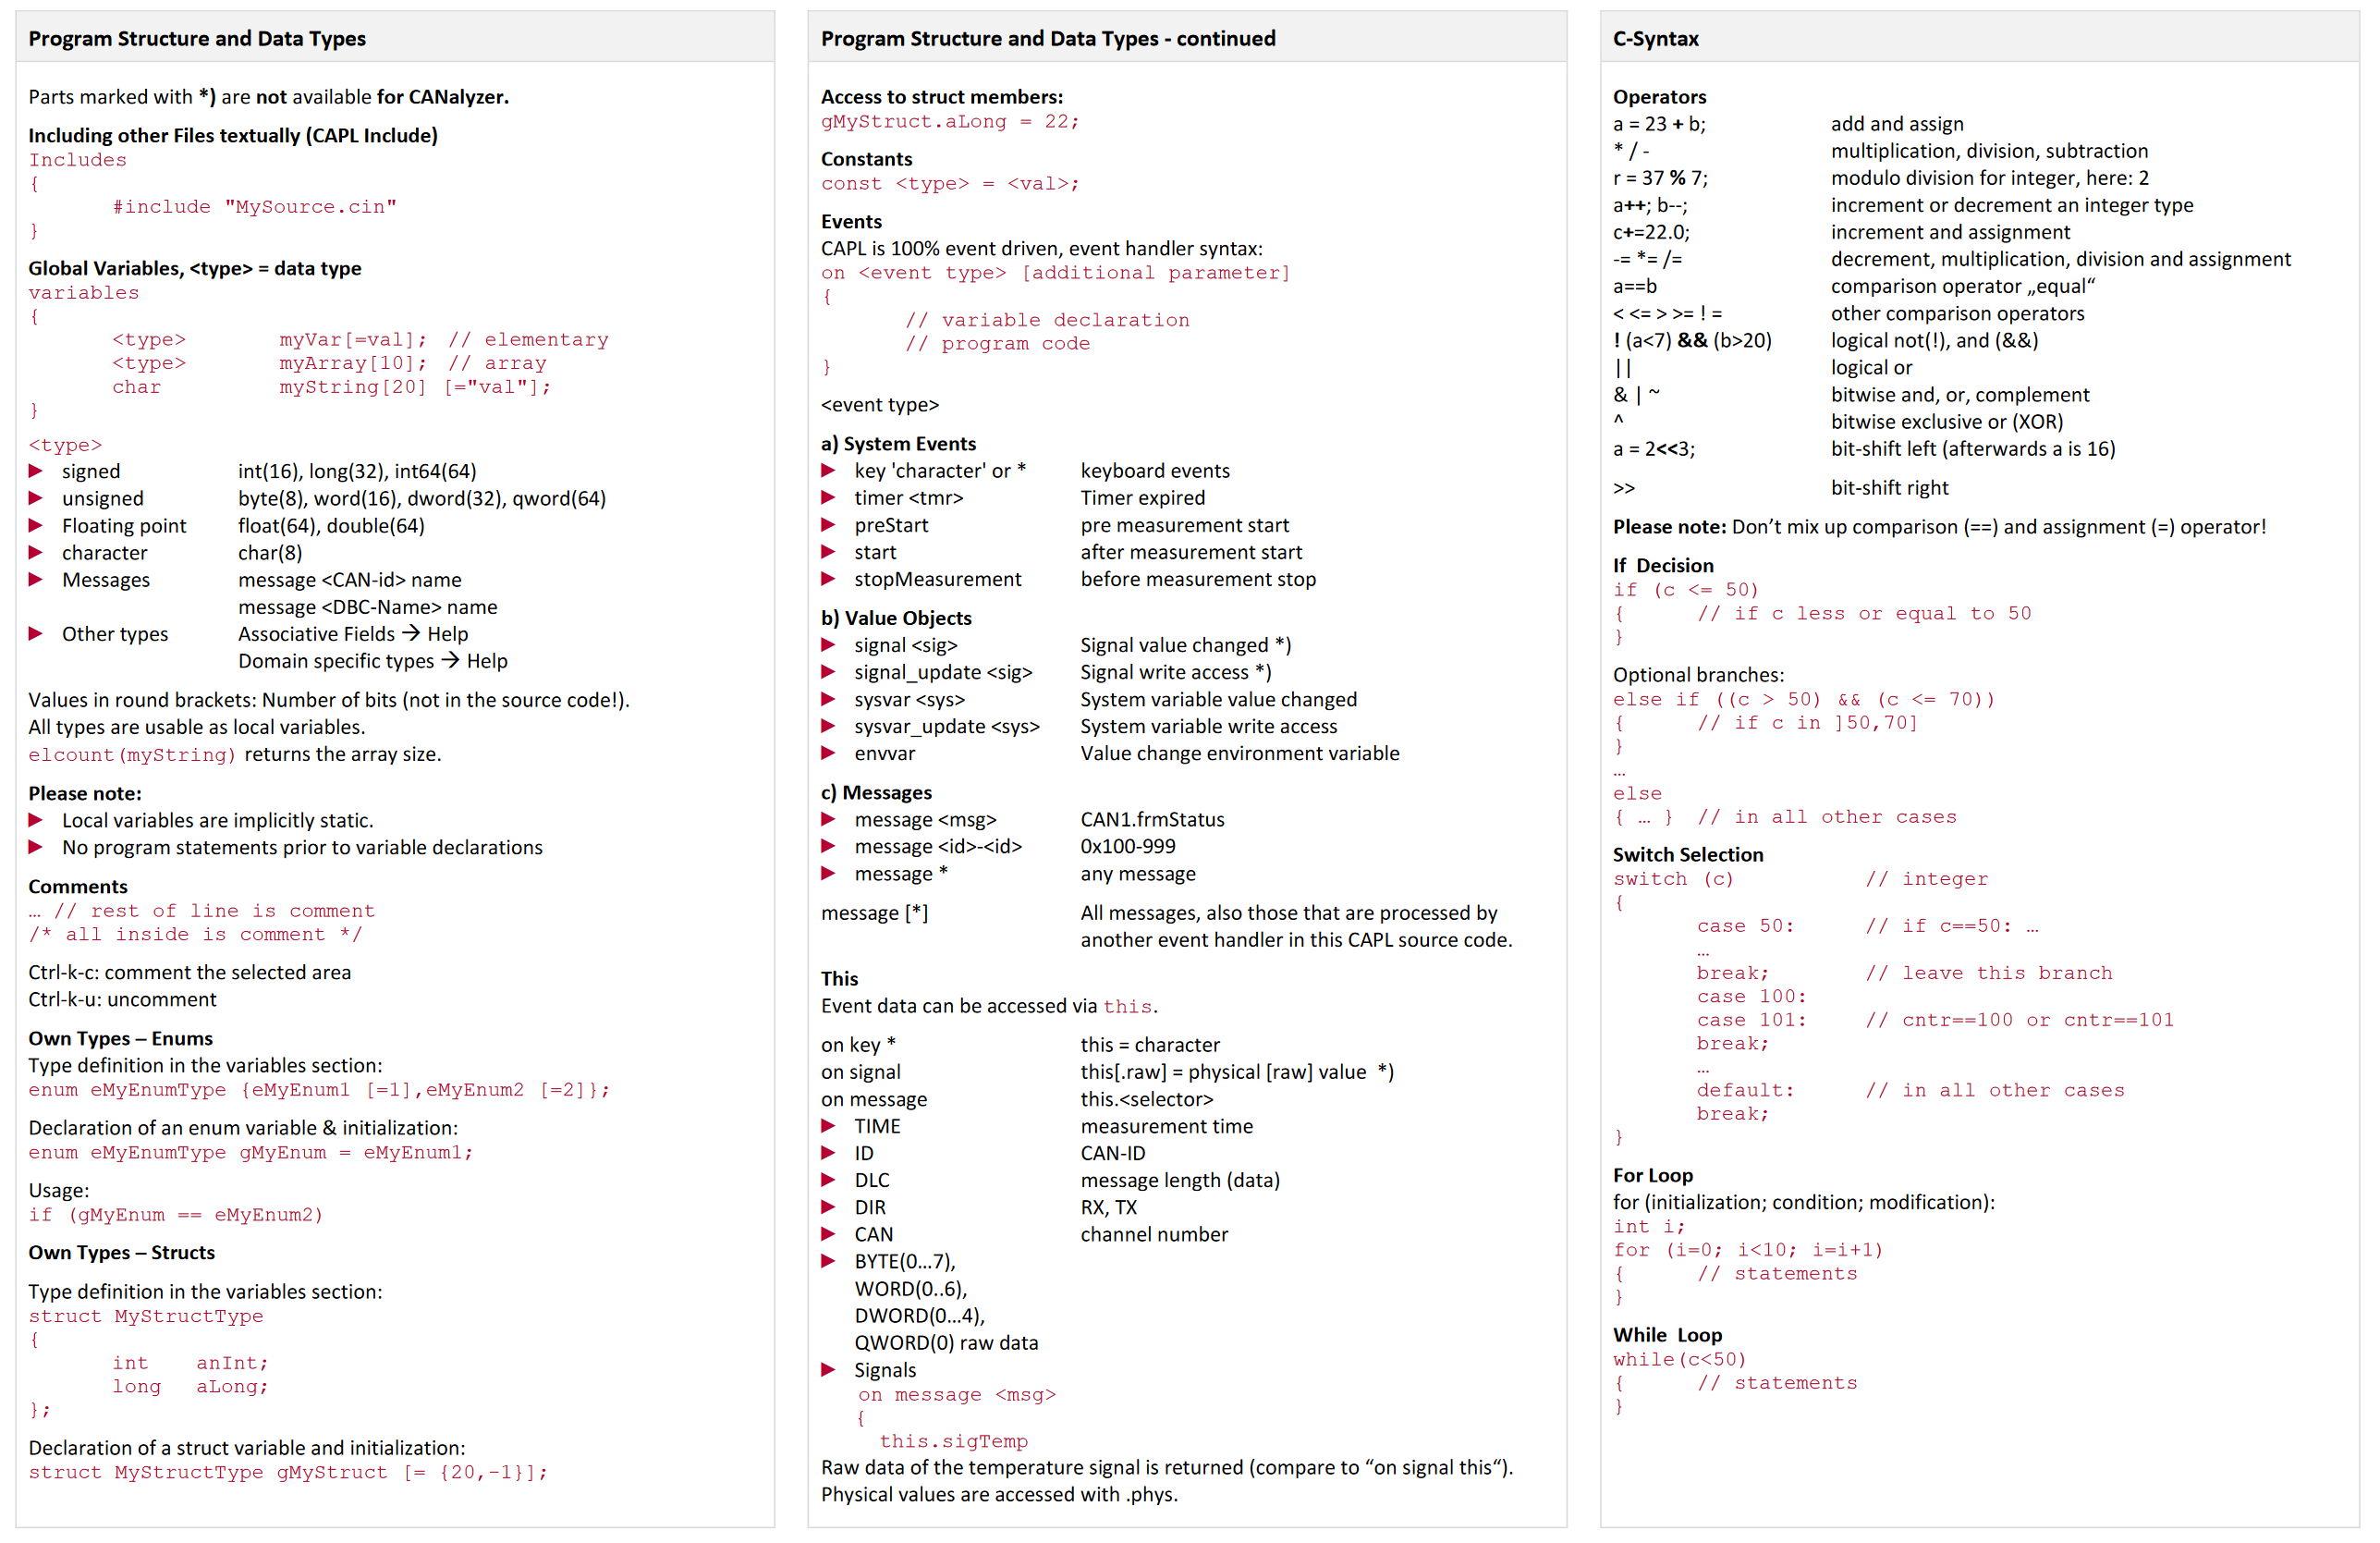 Program Structure and Data Types
Parts marked with *) are not available for CANalyzer.
Including other Files textually (CAPL Include)
Includes
{
#include "MySource.cin"
}
Global Variables, <type> = data type
variables
{
<type> myVar[=val]; // elementary
<type> myArray[10]; // array
char myString[20] [="val"];
}
<type>
► signed int(16), long(32), int64(64)
► unsigned byte(8), word(16), dword(32), qword(64)
► Floating point float(64), double(64)
► character char(8)
► Messages message <CAN-id> name
message <DBC-Name> name
► Other types Associative Fields → Help
Domain specific types → Help
Values in round brackets: Number of bits (not in the source code!).
All types are usable as local variables.
elcount(myString) returns the array size.
Please note:
► Local variables are implicitly static.
► No program statements prior to variable declarations
Comments
… // rest of line is comment
/* all inside is comment */
Ctrl-k-c: comment the selected area
Ctrl-k-u: uncomment
Own Types – Enums
Type definition in the variables section:
enum eMyEnumType {eMyEnum1 [=1],eMyEnum2 [=2]};
Declaration of an enum variable & initialization:
enum eMyEnumType gMyEnum = eMyEnum1;
Usage:
if (gMyEnum == eMyEnum2)
Own Types – Structs
Type definition in the variables section:
struct MyStructType
{
int anInt;
long aLong;
};
Declaration of a struct variable and initialization:
struct MyStructType gMyStruct [= {20,-1}];
Program Structure and Data Types - continued
Access to struct members:
gMyStruct.aLong = 22;
Constants
const <type> = <val>;
Events
CAPL is 100% event driven, event handler syntax:
on <event type> [additional parameter]
{
// variable declaration
// program code
}
<event type>
a) System Events
► key 'character' or * keyboard events
► timer <tmr> Timer expired
► preStart pre measurement start
► start after measurement start
► stopMeasurement before measurement stop
b) Value Objects
► signal <sig> Signal value changed *)
► signal_update <sig> Signal write access *)
► sysvar <sys> System variable value changed
► sysvar_update <sys> System variable write access
► envvar Value change environment variable
c) Messages
► message <msg> CAN1.frmStatus
► message <id>-<id> 0x100-999
► message * any message
message [*] All messages, also those that are processed by
another event handler in this CAPL source code.
This
Event data can be accessed via this.
on key * this = character
on signal this[.raw] = physical [raw] value *)
on message this.<selector>
► TIME measurement time
► ID CAN-ID
► DLC message length (data)
► DIR RX, TX
► CAN channel number
► BYTE(0…7),
WORD(0..6),
DWORD(0…4),
QWORD(0) raw data
► Signals
on message <msg>
{
this.sigTemp
Raw data of the temperature signal is returned (compare to “on signal this“).
Physical values are accessed with .phys.
C-Syntax
Operators
a = 23 + b; add and assign
* / - multiplication, division, subtraction
r = 37 % 7; modulo division for integer, here: 2
a++; b--; increment or decrement an integer type
c+=22.0; increment and assignment
-= *= /= decrement, multiplication, division and assignment
a==b comparison operator „equal“
< <= > >= ! = other comparison operators
! (a<7) && (b>20) logical not(!), and (&&)
|| logical or
& | ~ bitwise and, or, complement
^ bitwise exclusive or (XOR)
a = 2<<3; bit-shift left (afterwards a is 16)
>> bit-shift right
Please note: Don’t mix up comparison (==) and assignment (=) operator!
If Decision
if (c <= 50)
{ // if c less or equal to 50
}
Optional branches:
else if ((c > 50) && (c <= 70))
{ // if c in ]50,70]
}
…
else
{ … } // in all other cases
Switch Selection
switch (c) // integer
{
case 50: // if c==50: …
…
break; // leave this branch
case 100:
case 101: // cntr==100 or cntr==101
break;
…
default: // in all other cases
break;
}
For Loop
for (initialization; condition; modification):
int i;
for (i=0; i<10; i=i+1)
{ // statements
}
While Loop
while(c<50)
{ // statements
}